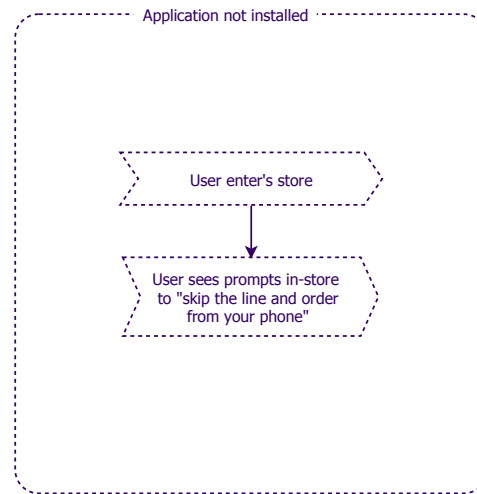 Application not installed
User enter's store
User sees prompts in-store
to "skip the line and order
from your phone"